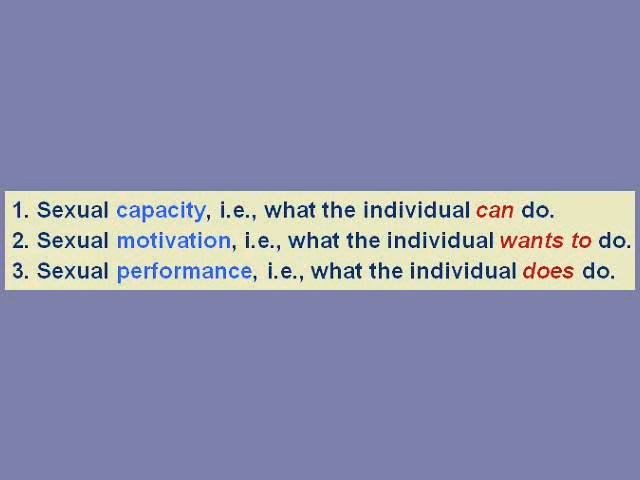 1. Sexual capacity, i.e., what the individual can do.
2. Sexual motivation, i.e., what the individual wants to do.
3. Sexual performance, i.e., what the individual does do.